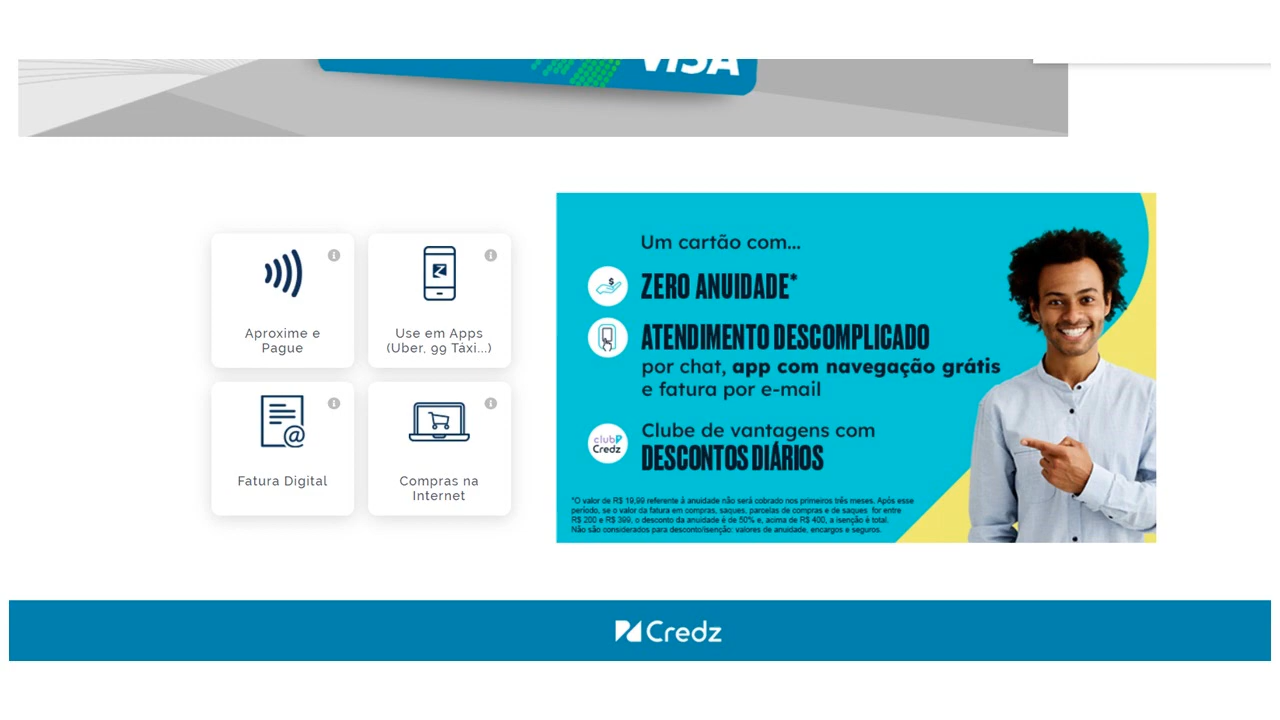 VISA
Aproxime e
Pague
Use em Apps
(Uber, 99 Táxi...)
Fatura Digital
Compras na
Internet
Um cartão com...
$
ZERO ANUIDADE*
ATENDIMENTO DESCOMPLICADO
por chat, app com navegação grátis
e fatura por e-mail
club
Credz
Clube de vantagens com
DESCONTOS DIÁRIOS
*O valor de R$ 19,99 referente á anuidade não será cobrado nos primeiros três meses. Após esse
período, se o valor da fatura em compras, saques, parcelas de compras e de saques for entre
R$ 200 e R$ 399, o desconto da anuidade é de 50% e, acima de R$ 400, a isenção é total.
Não são considerados para desconto/isenção: valores de anuidade, encargos e seguros.
Credz